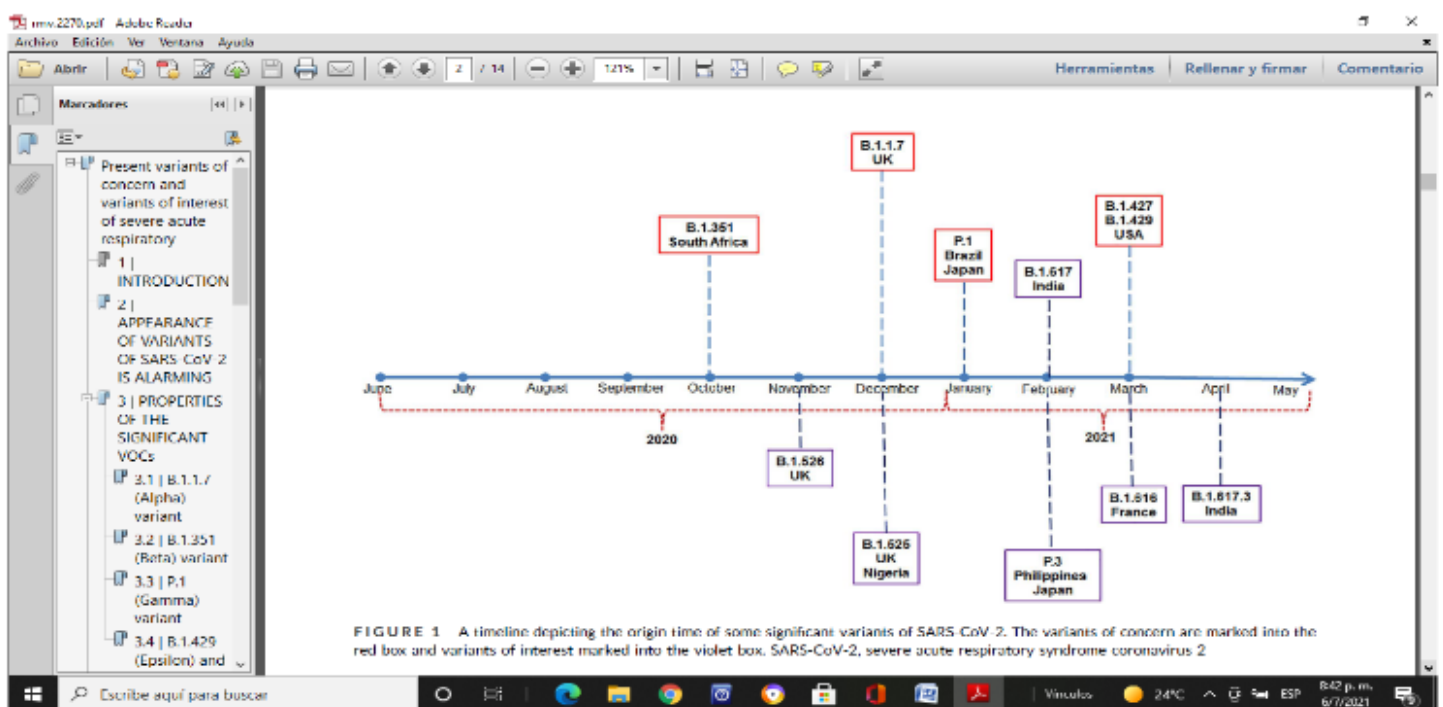 rmv.2270.pdf - Adobe Reader
Archivo Edición Ver Ventana Ayuda
Abrir 2 / 14 121% Herramientas Rellenar y firmar Comentario
Marcadores
Present variants of
concern and
variants of interest
of severe acute
respiratory
1 |
INTRODUCTION
2 |
APPEARANCE
OF VARIANTS
OF SARS-CoV-2
IS ALARMING
3 | PROPERTIES
OF THE
SIGNIFICANT
VOCs
3.1 | B.1.1.7
(Alpha)
variant
3.2 | B.1.351
(Beta) variant
3.3 | P.1
(Gamma)
variant
3.4 | B.1.429
(Epsilon) and
B.1.1.7
UK
B.1.351
South Africa
P.1
Brazil
Japan
B.1.617
India
B.1.427
B.1.429
USA
June July August September October November December January February March April May
2020
2021
B.1.526
UK
B.1.525
UK
Nigeria
P.3
Philippines
Japan
B.1.616
France
B.1.617.3
India
FIGURE 1 A timeline depicting the origin time of some significant variants of SARS-CoV-2. The variants of concern are marked into the
red box and variants of interest marked into the violet box. SARS-CoV-2, severe acute respiratory syndrome coronavirus 2
Escribe aquí para buscar
Vínculos 24°C ESP
8:42 p. m.
6/7/2021